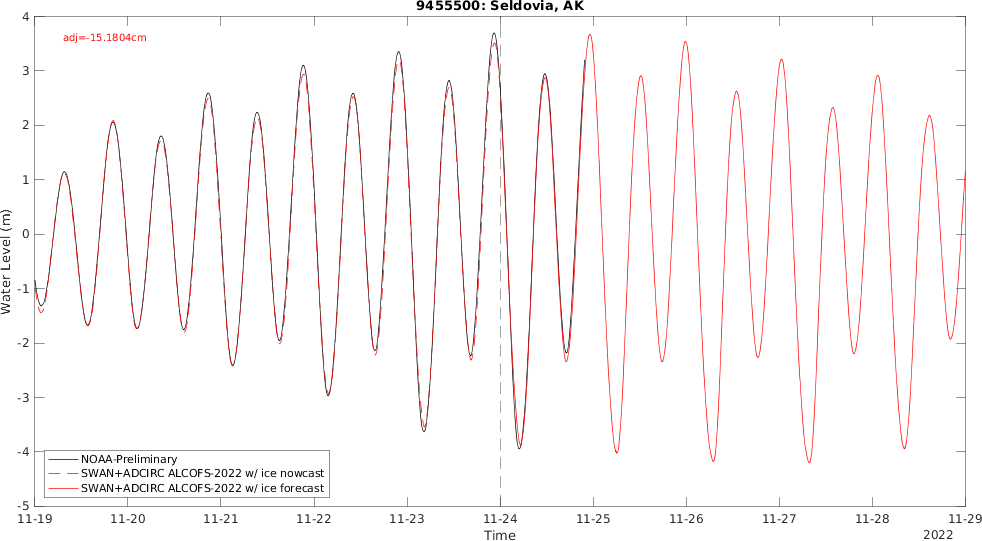 9455500: Seldovia, AK
adj=-15.1804cm
Water Level (m)
4
3
2
1
0
-1
-2
-3
-4
-5
NOAA-Preliminary
SWAN+ADCIRC ALCOFS-2022 w/ ice nowcast
SWAN+ADCIRC ALCOFS-2022 w/ ice forecast
11-19 11-20 11-21 11-22 11-23 11-24 11-25 11-26 11-27 11-28 11-29
Time
2022